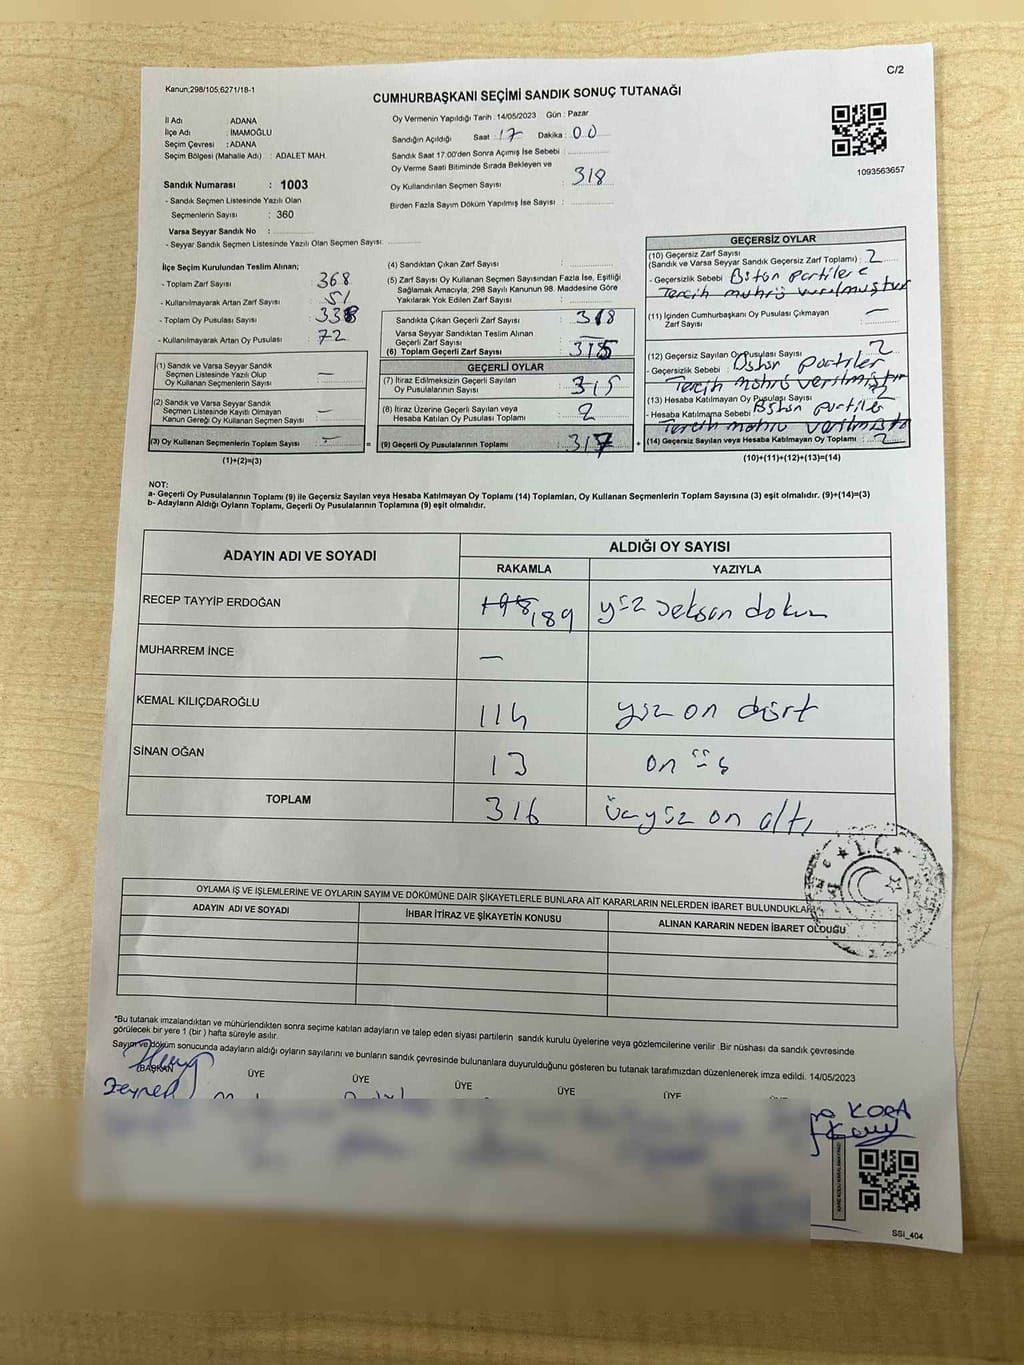 C/2
Kanun;298/105,6271/18-1
CUMHURBAŞKANI SEÇİMİ SANDIK SONUÇ TUTANAĞI
İl Adı : ADANA
İlçe Adı : İMAMOĞLU
Seçim Çevresi : ADANA
Seçim Bölgesi (Mahalle Adı) : ADALET MAH.
Sandık Numarası : 1003
- Sandık Seçmen Listesinde Yazılı Olan
Seçmenlerin Sayısı : 360
Varsa Seyyar Sandık No :
- Seyyar Sandık Seçmen Listesinde Yazılı Olan Seçmen Sayısı:
Oy Vermenin Yapıldığı Tarih : 14/05/2023 Gün : Pazar
Sandığın Açıldığı Saat : 17 Dakika : 00
Sandık Saat 17:00'den Sonra Açımış İse Sebebi :
Oy Verme Saati Bitiminde Sırada Bekleyen ve
Oy Kullandırılan Seçmen Sayısı : 318
Birden Fazla Sayım Döküm Yapılmış İse Sayısı :
1093563657
İlçe Seçim Kurulundan Teslim Alınan;
- Toplam Zarf Sayısı : 368
- Kullanılmayarak Artan Zarf Sayısı : 51
- Toplam Oy Pusulası Sayısı :
- Kullanılmayarak Artan Oy Pusulası : 72
(1) Sandık ve Varsa Seyyar Sandık
Seçmen Listesinde Yazılı Olup
Oy Kullanan Seçmenlerin Sayısı : —
(2) Sandık ve Varsa Seyyar Sandık
Seçmen Listesinde Kayıtlı Olmayan
Kanun Gereği Oy Kullanan Seçmen Sayısı : —
(3) Oy Kullanan Seçmenlerin Toplam Sayısı : —
(1)+(2)=(3)
(4) Sandıktan Çıkan Zarf Sayısı :
(5) Zarf Sayısı Oy Kullanan Seçmen Sayısından Fazla İse, Eşitliği
Sağlamak Amacıyla, 298 Sayılı Kanunun 98. Maddesine Göre
Yakılarak Yok Edilen Zarf Sayısı :
Sandıkta Çıkan Geçerli Zarf Sayısı : 318
Varsa Seyyar Sandıktan Teslim Alınan
Geçerli Zarf Sayısı :
(6) Toplam Geçerli Zarf Sayısı : 315
GEÇERLİ OYLAR
(7) İtiraz Edilmeksizin Geçerli Sayılan
Oy Pusulalarının Sayısı : 315
(8) İtiraz Üzerine Geçerli Sayılan veya
Hesaba Katılan Oy Pusulası Sayısı : 2
= (9) Geçerli Oy Pusulalarının Toplamı : 317 +
GEÇERSİZ OYLAR
(10) Geçersiz Zarf Sayısı
(Sandık ve Varsa Seyyar Sandık Geçersiz Zarf Toplamı) : 2
- Geçersizlik Sebebi : Bütün partilere
Tercih mührü vurulmuştur
(11) İçinden Cumhurbaşkanı Oy Pusulası Çıkmayan
Zarf Sayısı : —
(12) Geçersiz Sayılan Oy Pusulası Sayısı : 2
- Geçersizlik Sebebi : Bütün partiler
Tercih mührü
(13) Hesaba Katılmayan Oy Pusulası Sayısı : 2
- Hesaba Katılmama Sebebi : Bütün partiler
Tercih mührü
(14) Geçersiz Sayılan veya Hesaba Katılmayan Oy Toplamı : 2
(10)+(11)+(12)+(13)=(14)
NOT:
a- Geçerli Oy Pusulalarının Toplamı (9) ile Geçersiz Sayılan veya Hesaba Katılmayan Oy Toplamı (14) Toplamları, Oy Kullanan Seçmenlerin Toplam Sayısına (3) eşit olmalıdır. (9)+(14)=(3)
b- Adayların Aldığı Oyların Toplamı, Geçerli Oy Pusulalarının Toplamına (9) eşit olmalıdır.
ADAYIN ADI VE SOYADI ALDIĞI OY SAYISI
RAKAMLA YAZIYLA
RECEP TAYYİP ERDOĞAN 198 189 yüz seksen dokuz
MUHARREM İNCE —
KEMAL KILIÇDAROĞLU 114 yüz on dört
SİNAN OĞAN 13 on üç
TOPLAM 316 üçyüz on altı
T.C.
OYLAMA İŞ VE İŞLEMLERİNE VE OYLARIN SAYIM VE DÖKÜMÜNE DAİR ŞİKAYETLERLE BUNLARA AİT KARARLARIN NELERDEN İBARET BULUNDUKLARI
ADAYIN ADI VE SOYADI İHBAR İTİRAZ VE ŞİKAYETİN KONUSU ALINAN KARARIN NEDEN İBARET OLDUĞU
*Bu tutanak imzalandıktan ve mühürlendikten sonra seçime katılan adayların ve talep eden siyasi partilerin sandık kurulu üyelerine veya gözlemcilerine verilir. Bir nüshası da sandık çevresinde
görülecek bir yere 1 (bir ) hafta süreyle asılır.
Sayım ve döküm sonucunda adayların aldığı oyların sayılarını ve bunların sandık çevresinde bulunanlara duyurulduğunu gösteren bu tutanak tarafımızdan düzenlenerek imza edildi. 14/05/2023
BAŞKAN ÜYE ÜYE ÜYE ÜYE ÜYE
Zeynep
KOCA
SSİ_404